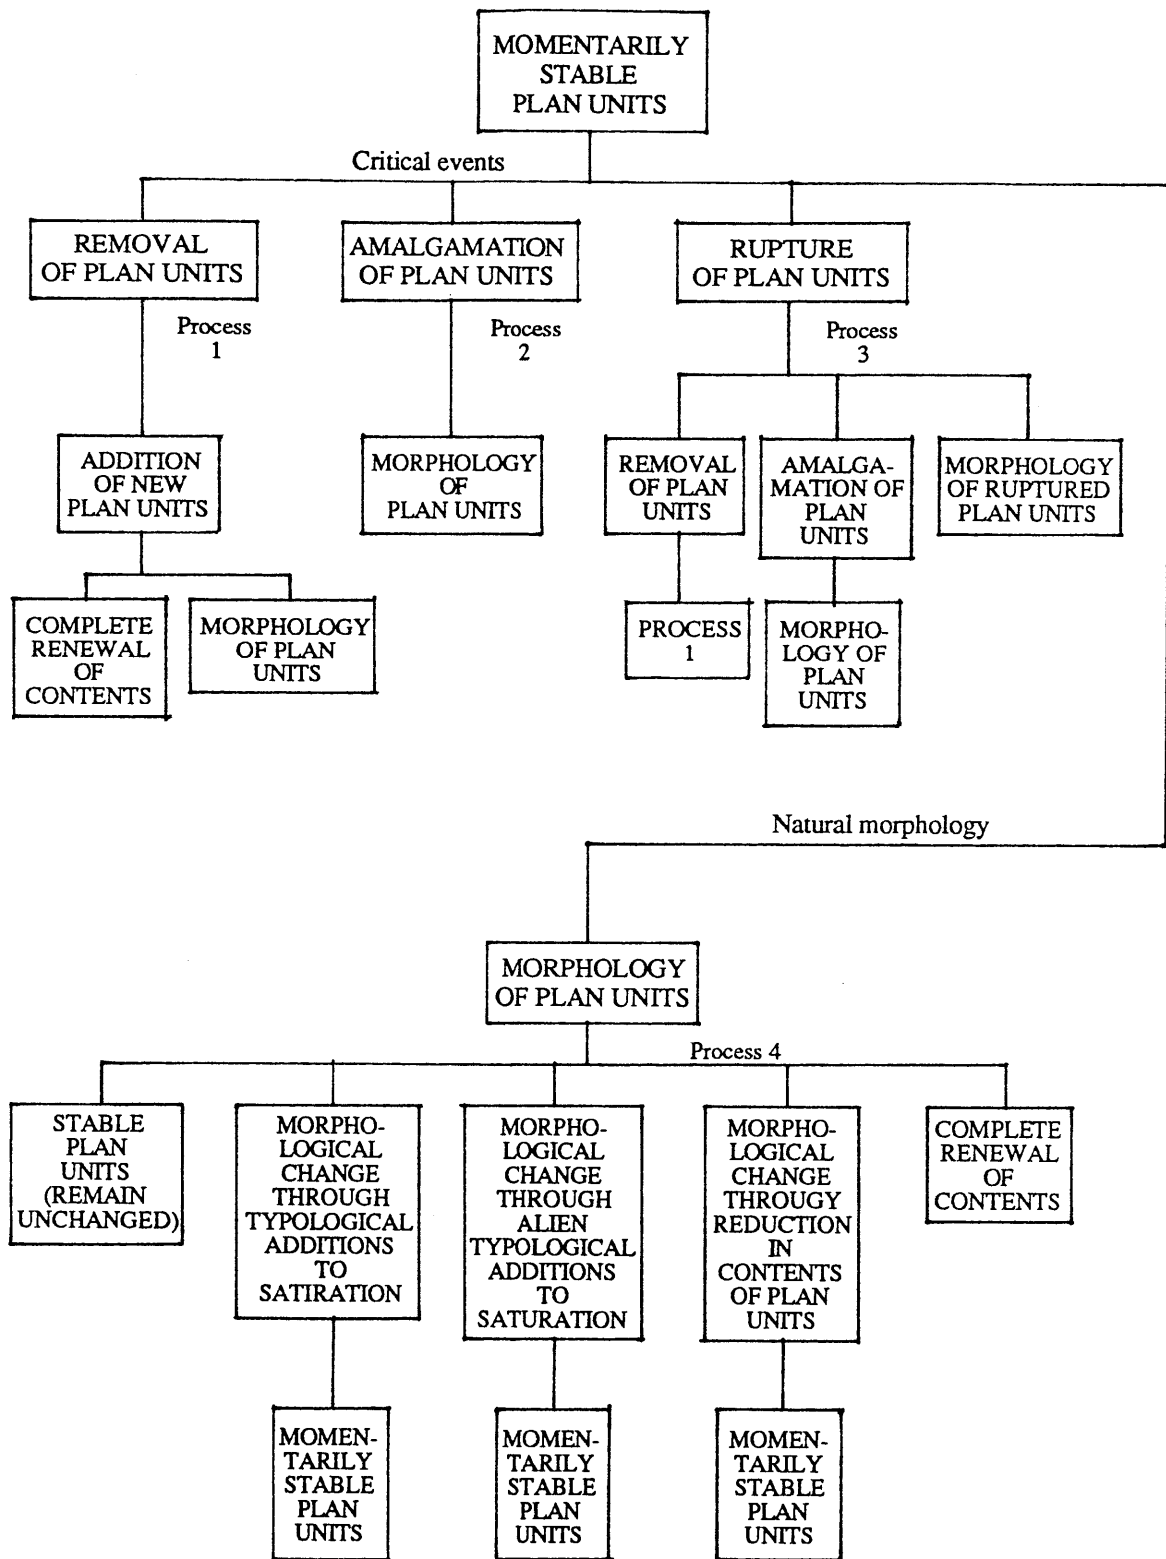 MOMENTARILY
STABLE
PLAN UNITS
Critical events
REMOVAL
OF PLAN UNITS
AMALGAMATION
OF PLAN UNITS
RUPTURE
OF PLAN UNITS
Process
1
Process
2
Process
3
ADDITION
OF NEW
PLAN UNITS
MORPHOLOGY
OF
PLAN UNITS
REMOVAL
OF PLAN
UNITS
AMALGA-
MATION OF
PLAN
UNITS
MORPHOLOGY
OF RUPTURED
PLAN UNITS
COMPLETE
RENEWAL
OF
CONTENTS
MORPHOLOGY
OF PLAN
UNITS
PROCESS
1
MORPHO-
LOGY OF
PLAN
UNITS
Natural morphology
MORPHOLOGY
OF PLAN UNITS
Process 4
STABLE
PLAN
UNITS
(REMAIN
UNCHANGED)
MORPHO-
LOGICAL
CHANGE
THROUGH
TYPOLOGICAL
ADDITIONS
TO
SATIRATION
MORPHO-
LOGICAL
CHANGE
THROUGH
ALIEN
TYPOLOGICAL
ADDITIONS
TO
SATURATION
MORPHO-
LOGICAL
CHANGE
THROUGY
REDUCTION
IN
CONTENTS
OF PLAN
UNITS
COMPLETE
RENEWAL
OF
CONTENTS
MOMEN-
TARILY
STABLE
PLAN
UNITS
MOMEN-
TARILY
STABLE
PLAN
UNITS
MOMEN-
TARILY
STABLE
PLAN
UNITS